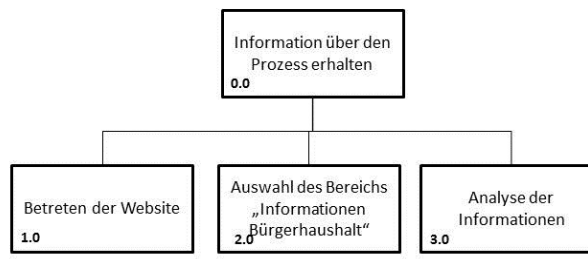 Information über den
Prozess erhalten
0.0
Betreten der Website
1.0
Auswahl des Bereichs
„Informationen
Bürgerhaushalt“
2.0
Analyse der
Informationen
3.0